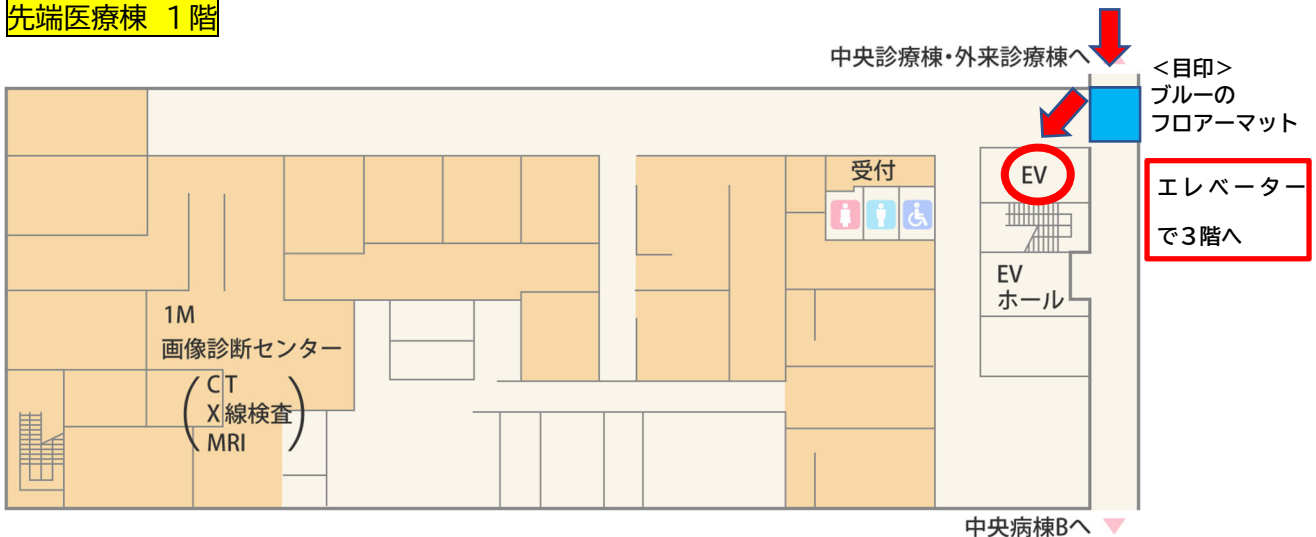 先端医療棟 1階
中央診療棟・外来診療棟へ
＜目印＞
ブルーの
フロアーマット
受付
EV
エレベーター
で3階へ
EV
ホール
1M
画像診断センター
CT
X線検査
MRI
中央病棟Bへ